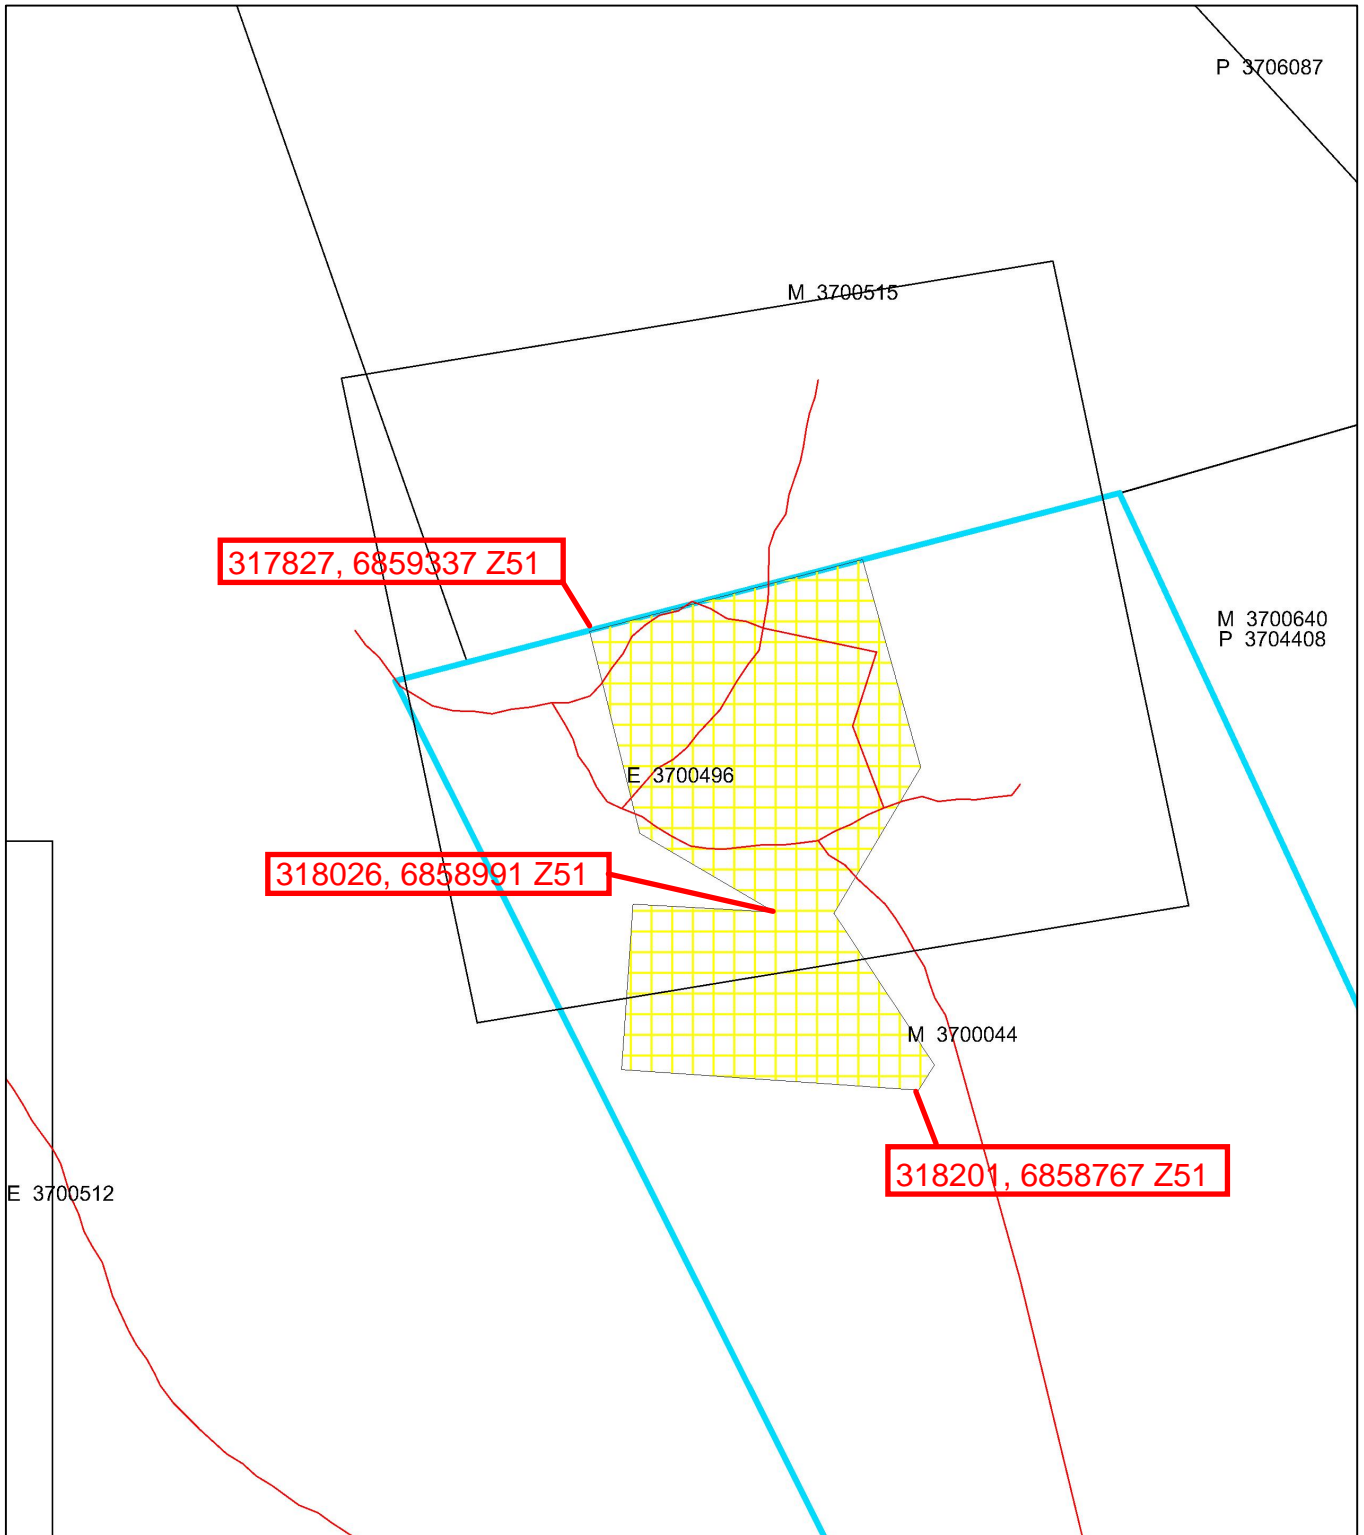 P 3706087
M 3700515
317827, 6859337 Z51
M 3700640
P 3704408
E 3700496
318026, 6858991 Z51
M 3700044
318201, 6858767 Z51
E 3700512